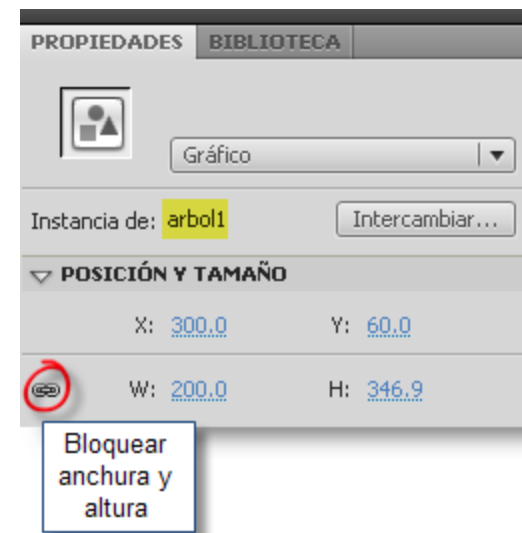 PROPIEDADES BIBLIOTECA
Gráfico
Instancia de: arbol1 Intercambiar...
POSICIÓN Y TAMAÑO
X: 300.0 Y: 60.0
W: 200.0 H: 346.9
Bloquear
anchura y
altura